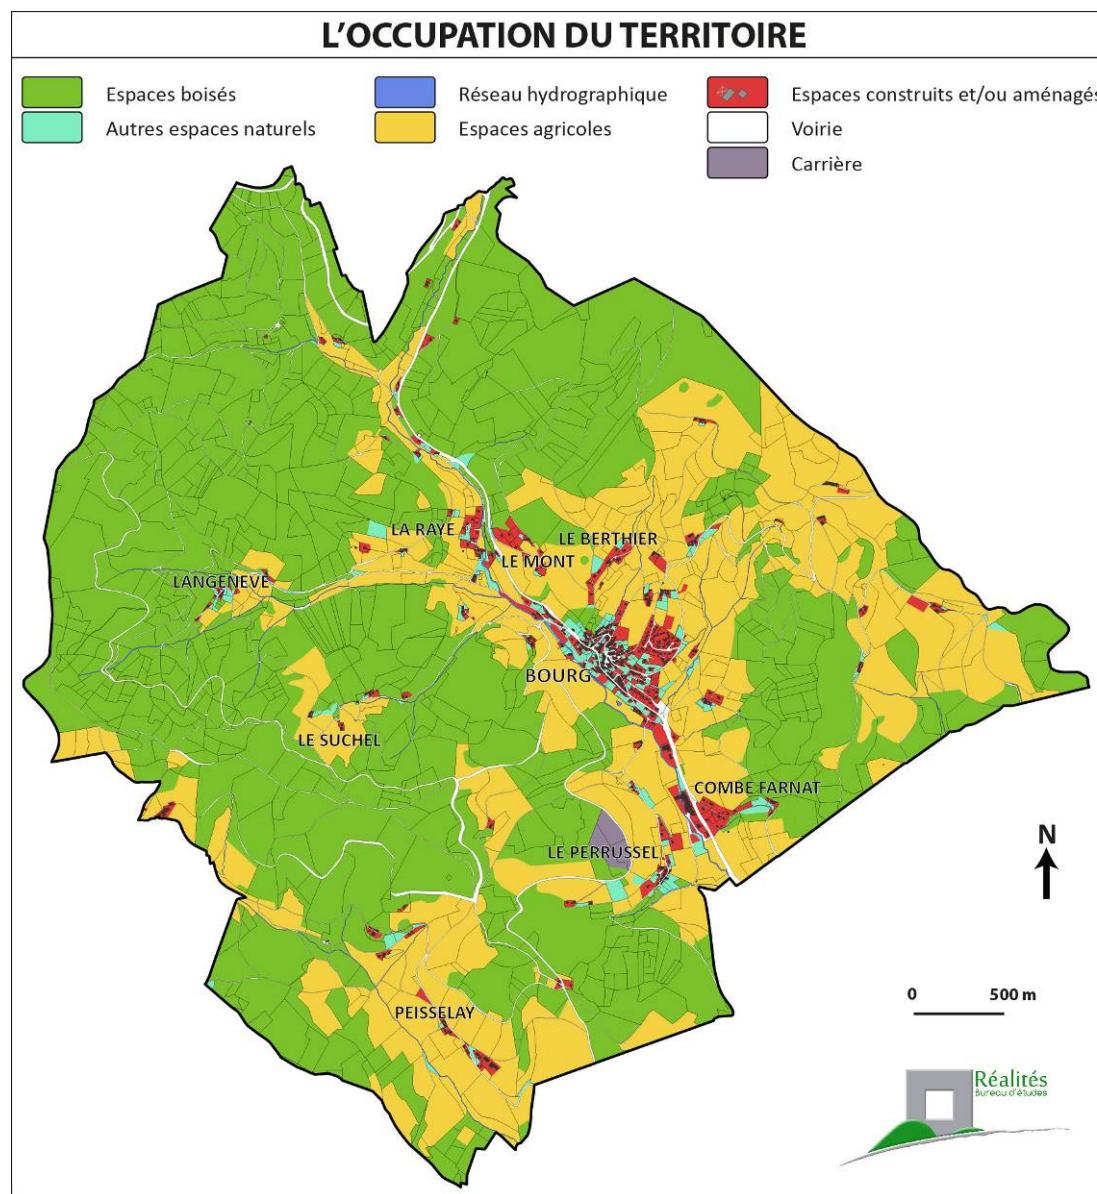 L'OCCUPATION DU TERRITOIRE
Espaces boisés
Réseau hydrographique
Espaces construits et/ou aménagés
Autres espaces naturels
Espaces agricoles
Voirie
Carrière
LA RAYE
LE BERTHIER
LE MONT
LANGENEVE
BOURG
LE SUCHEL
COMBE FARNAT
LE PERRUSSEL
N
PEISSELAY
0 500 m
Réalités
Bureau d'études